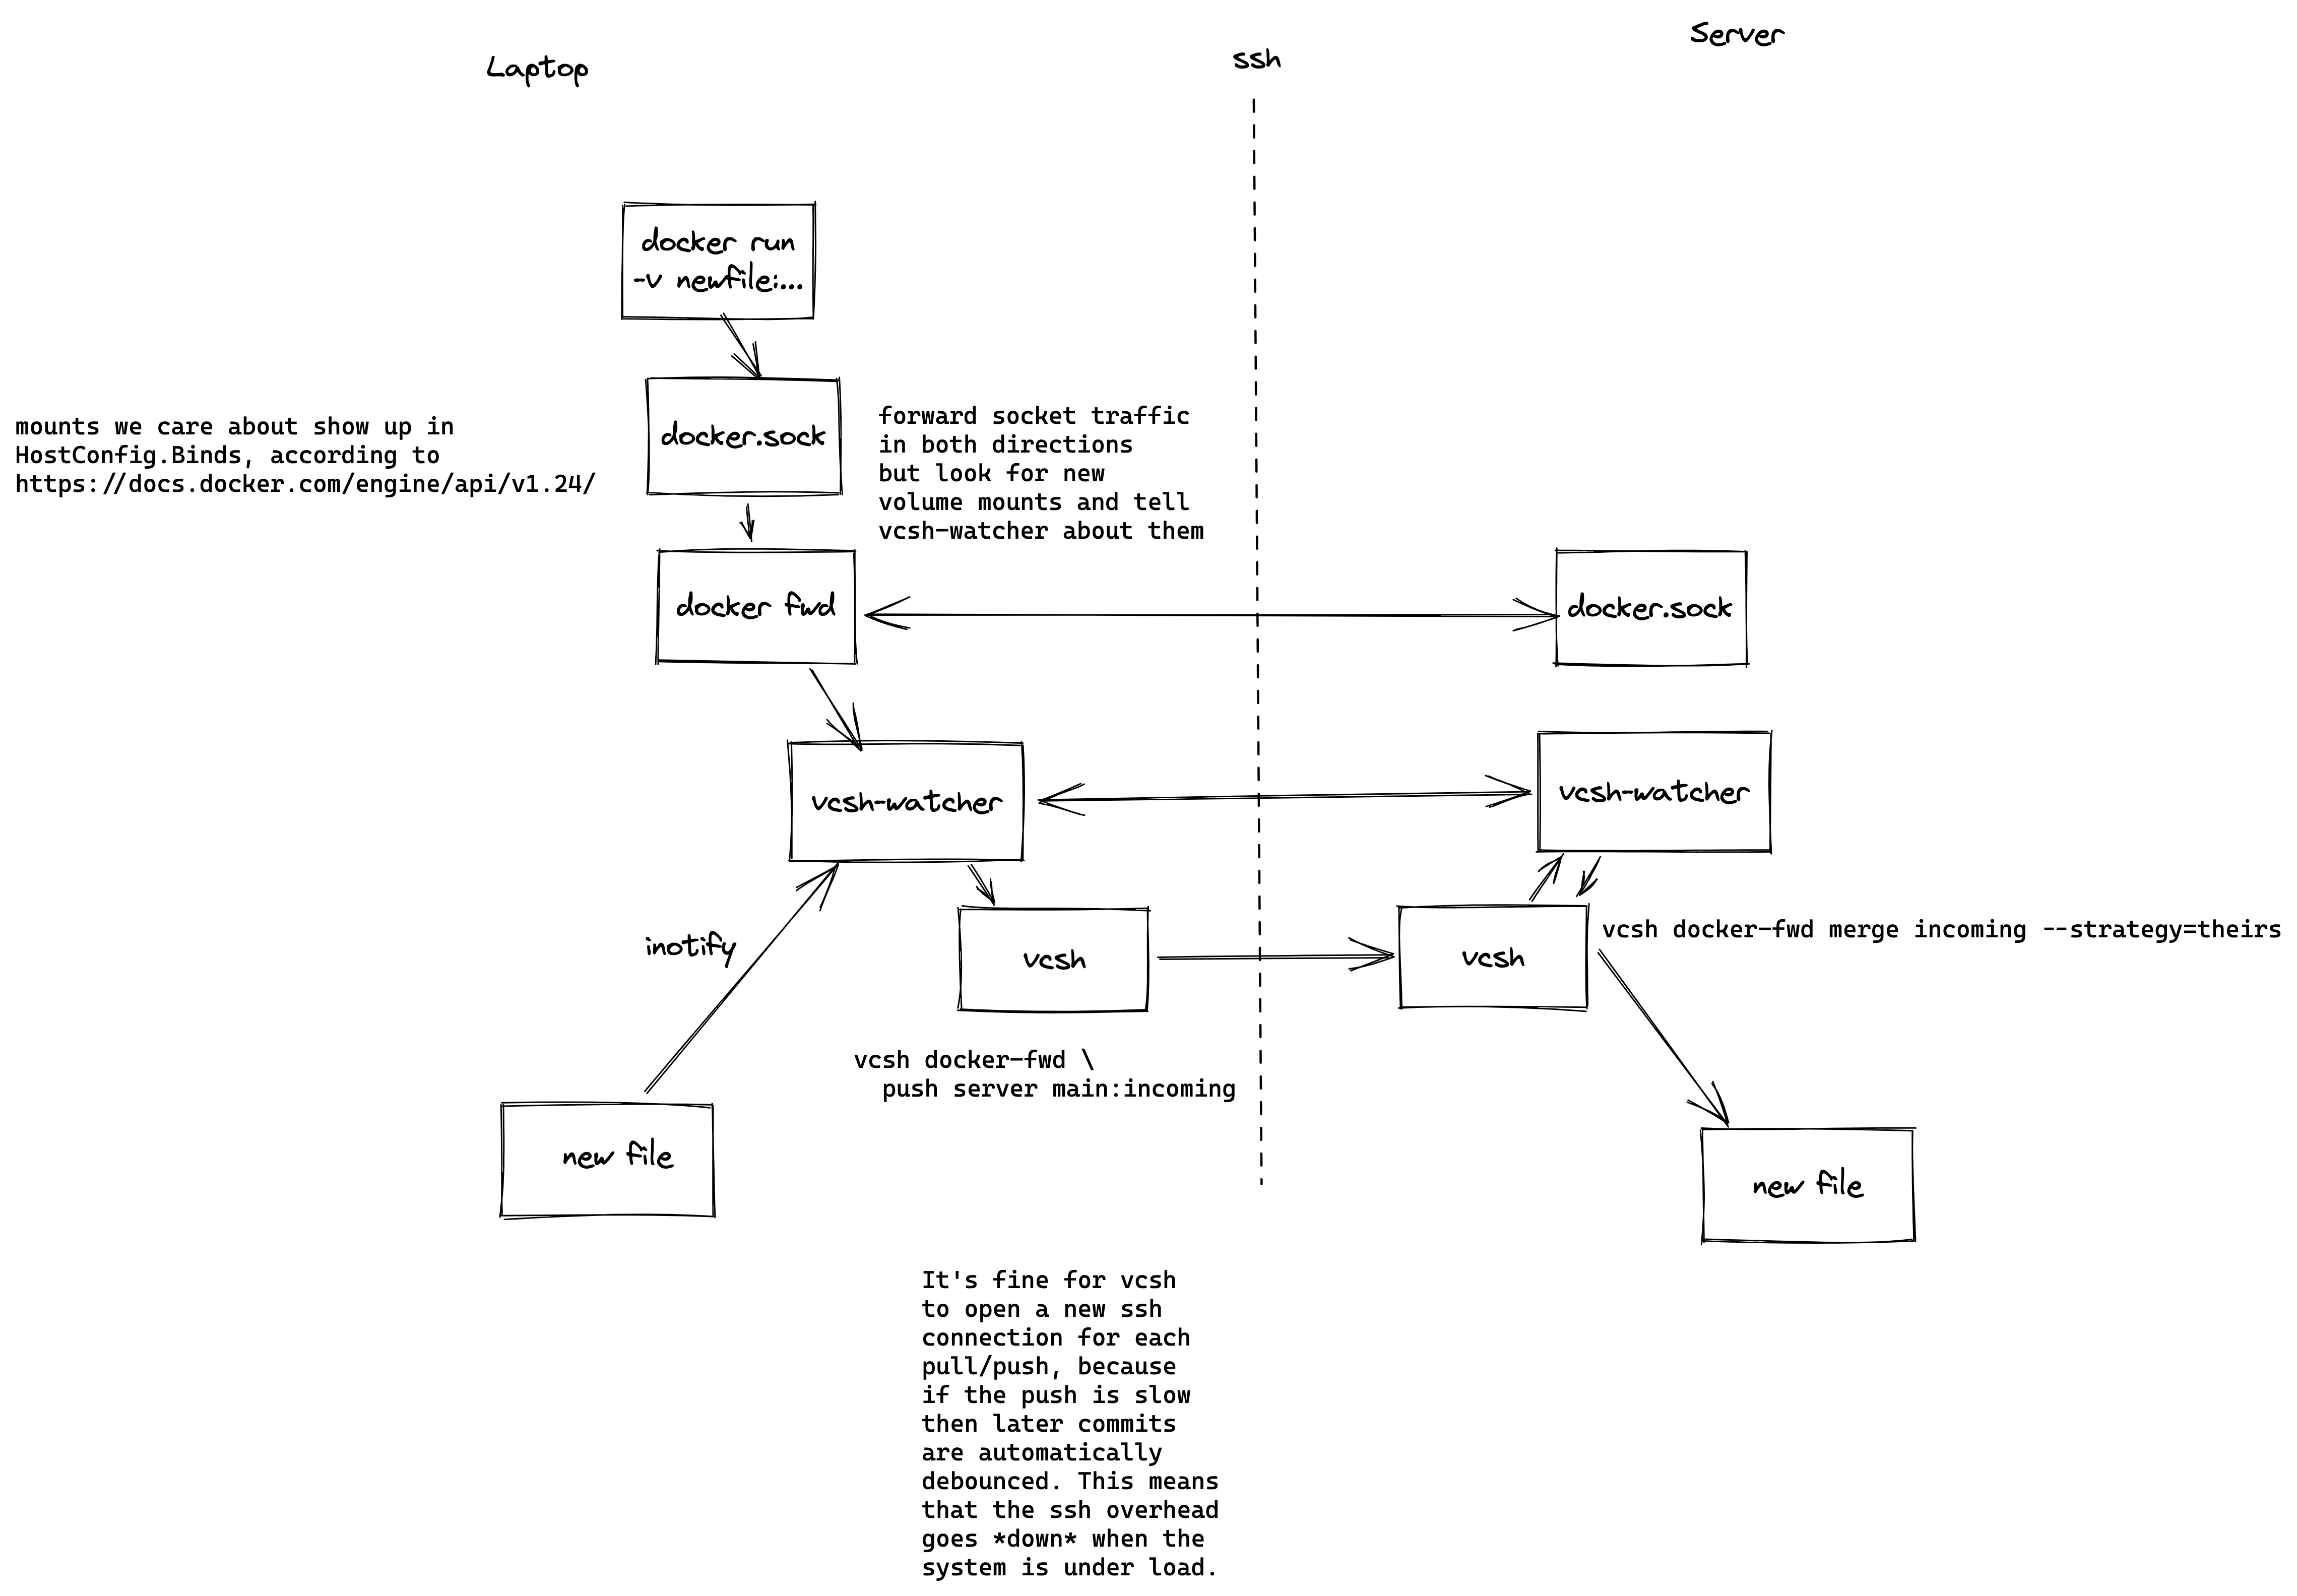 Laptop
ssh
Server
docker run
-v newfile:...
mounts we care about show up in
HostConfig.Binds, according to
https://docs.docker.com/engine/api/v1.24/
docker.sock
forward socket traffic
in both directions
but look for new
volume mounts and tell
vcsh-watcher about them
docker fwd
docker.sock
vcsh-watcher
vcsh-watcher
inotify
vcsh
vcsh
vcsh docker-fwd merge incoming --strategy=theirs
vcsh docker-fwd \
push server main:incoming
new file
new file
It's fine for vcsh
to open a new ssh
connection for each
pull/push, because
if the push is slow
then later commits
are automatically
debounced. This means
that the ssh overhead
goes *down* when the
system is under load.